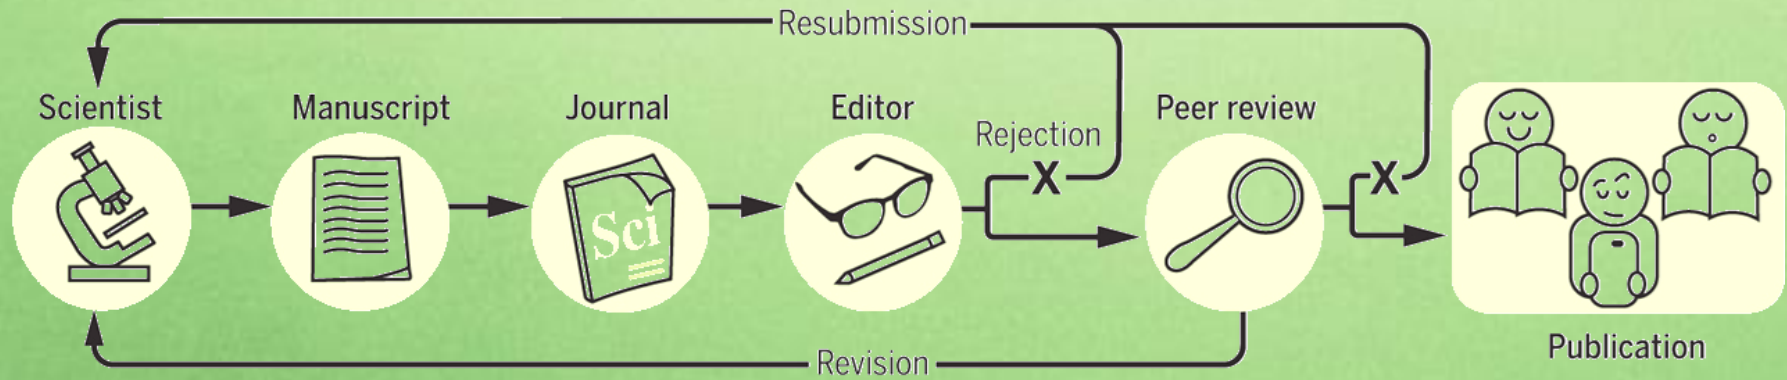 Resubmission
Scientist
Manuscript
Journal
Editor
Rejection
X
Peer review
X
Sci
Revision
Publication